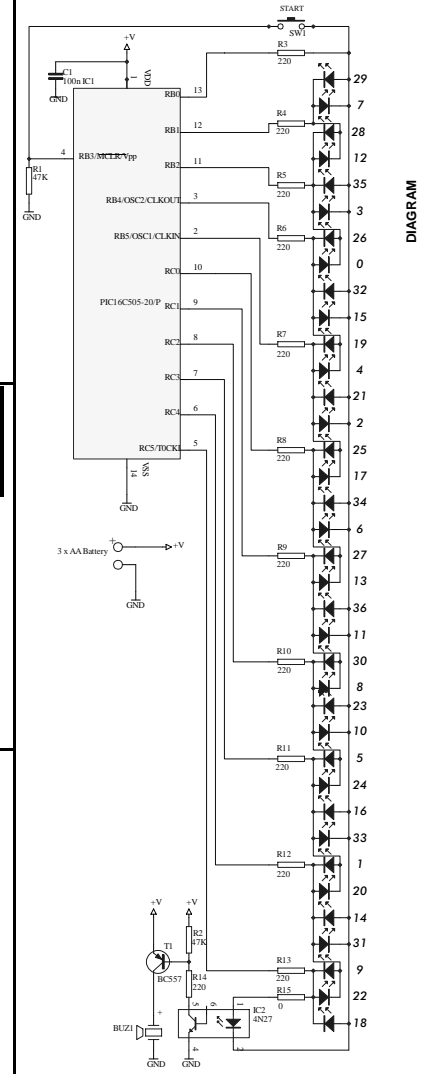 START
SW1
+V
R3
220
C1
100n
IC1
GND
1
VDD
29
7
28
12
35
3
26
0
32
15
19
4
21
2
25
17
34
6
27
13
36
11
30
8
23
10
5
24
16
33
1
20
14
31
9
22
18
DIAGRAM
RB0 13
R4
220
RB1 12
4 RB3/MCLR/Vpp
R1
47K
GND
RB2 11
R5
220
RB4/OSC2/CLKOUT 3
R6
220
RB5/OSC1/CLKIN 2
RC0 10
PIC16C505-20/P
RC1 9
RC2 8
R7
220
RC3 7
RC4 6
RC5/T0CKI 5
R8
220
VSS
14
GND
3 x AA Battery
+
+V
GND
R9
220
R10
220
R11
220
R12
220
+V
+V
R2
47K
T1
BC557
R14
220
R13
220
R15
0
5
6
1
IC2
4N27
4
2
BUZ1
+
GND
GND